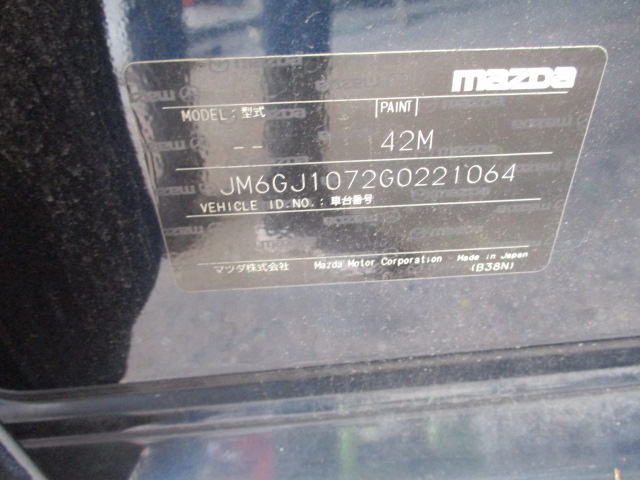 mazda
MODEL: 型式 PAINT
-- 42M
JM6GJ1072G0221064
VEHICLE ID.NO.: 車台番号
マツダ株式会社 Mazda Motor Corporation Made in Japan
(B38N)